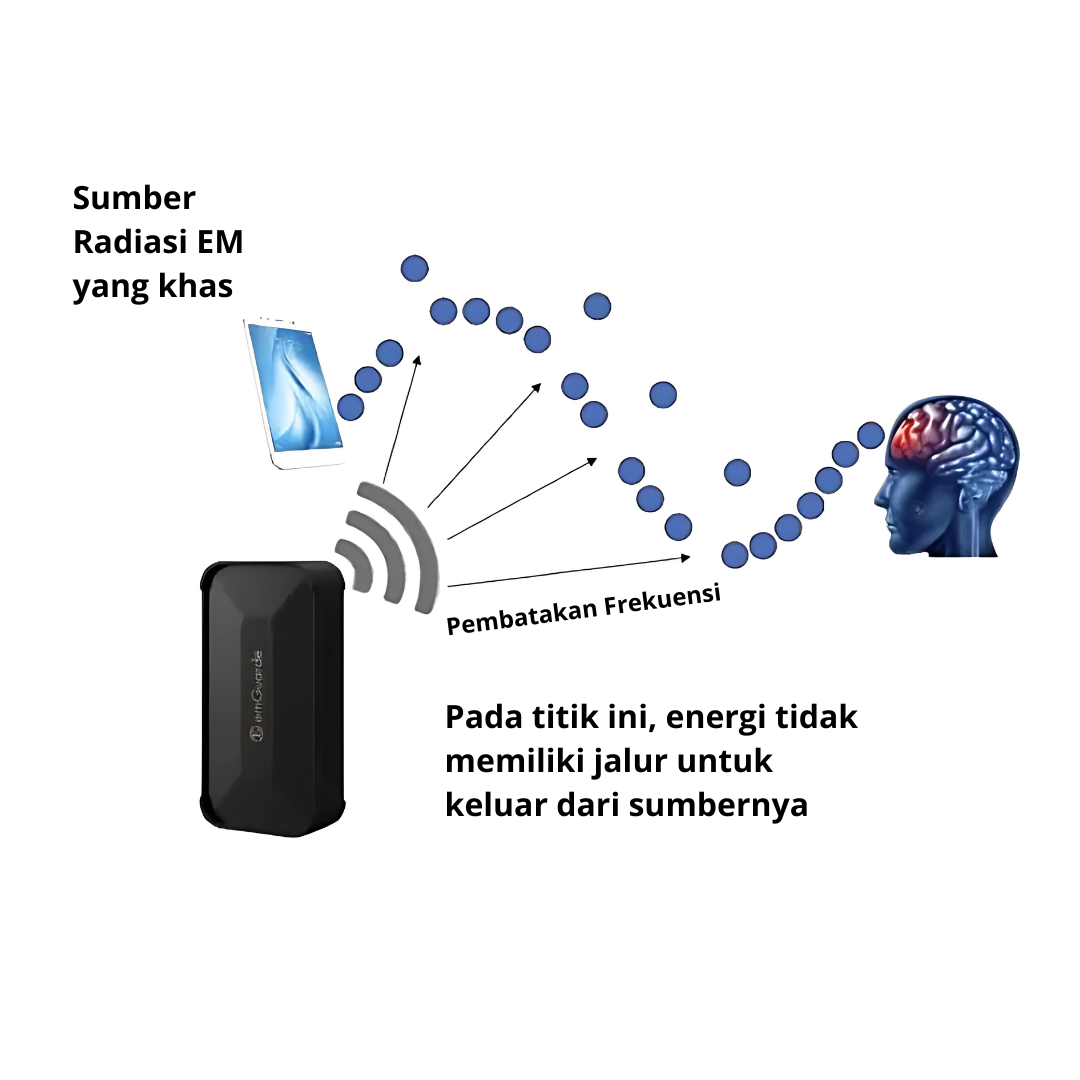 Sumber
Radiasi EM
yang khas
Pembatakan Frekuensi
Pada titik ini, energi tidak
memiliki jalur untuk
keluar dari sumbernya